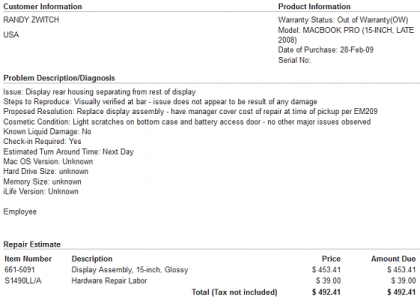 Customer Information
RANDY ZWITCH
USA
Product Information
Warranty Status: Out of Warranty(OW)
Model: MACBOOK PRO (15-INCH, LATE
2008)
Date of Purchase: 28-Feb-09
Serial No:
Problem Description/Diagnosis
Issue: Display rear housing separating from rest of display
Steps to Reproduce: Visually verified at bar - issue does not appear to be result of any damage
Proposed Resolution: Replace display assembly - have manager cover cost of repair at time of pickup per EM209
Cosmetic Condition: Light scratches on bottom case and battery access door - no other major issues observed
Known Liquid Damage: No
Check-in Required: Yes
Estimated Turn Around Time: Next Day
Mac OS Version: Unknown
Hard Drive Size: unknown
Memory Size: unknown
iLife Version: Unknown
Employee
Repair Estimate
Item Number Description Price Amount Due
661-5091 Display Assembly, 15-inch, Glossy $ 453.41 $ 453.41
S1490LL/A Hardware Repair Labor $ 39.00 $ 39.00
Total (Tax not included) $ 492.41 $ 492.41